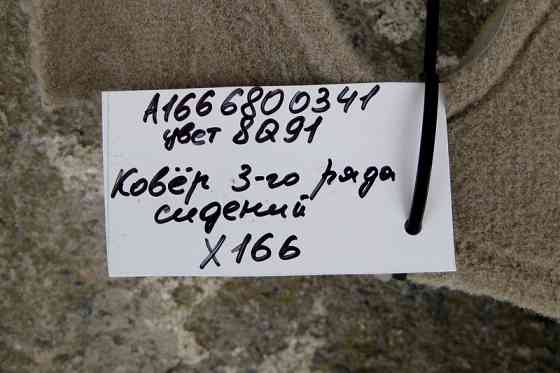 A1666800341
цвет 8Q91
Ковёр 3-го ряда
сидений
X166